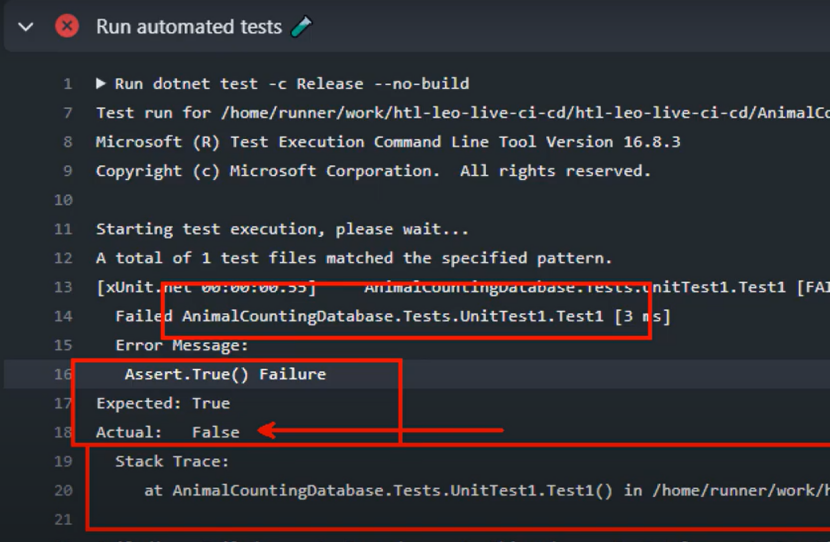 Run automated tests
1 Run dotnet test -c Release --no-build
7 Test run for /home/runner/work/htl-leo-live-ci-cd/htl-leo-live-ci-cd/AnimalCo
8 Microsoft (R) Test Execution Command Line Tool Version 16.8.3
9 Copyright (c) Microsoft Corporation.  All rights reserved.
10
11 Starting test execution, please wait...
12 A total of 1 test files matched the specified pattern.
13 [xUnit.net 00:00:00.55]     AnimalCountingDatabase.Tests.UnitTest1.Test1 [FAI
14   Failed AnimalCountingDatabase.Tests.UnitTest1.Test1 [3 ms]
15   Error Message:
16    Assert.True() Failure
17 Expected: True
18 Actual:   False
19   Stack Trace:
20      at AnimalCountingDatabase.Tests.UnitTest1.Test1() in /home/runner/work/h
21